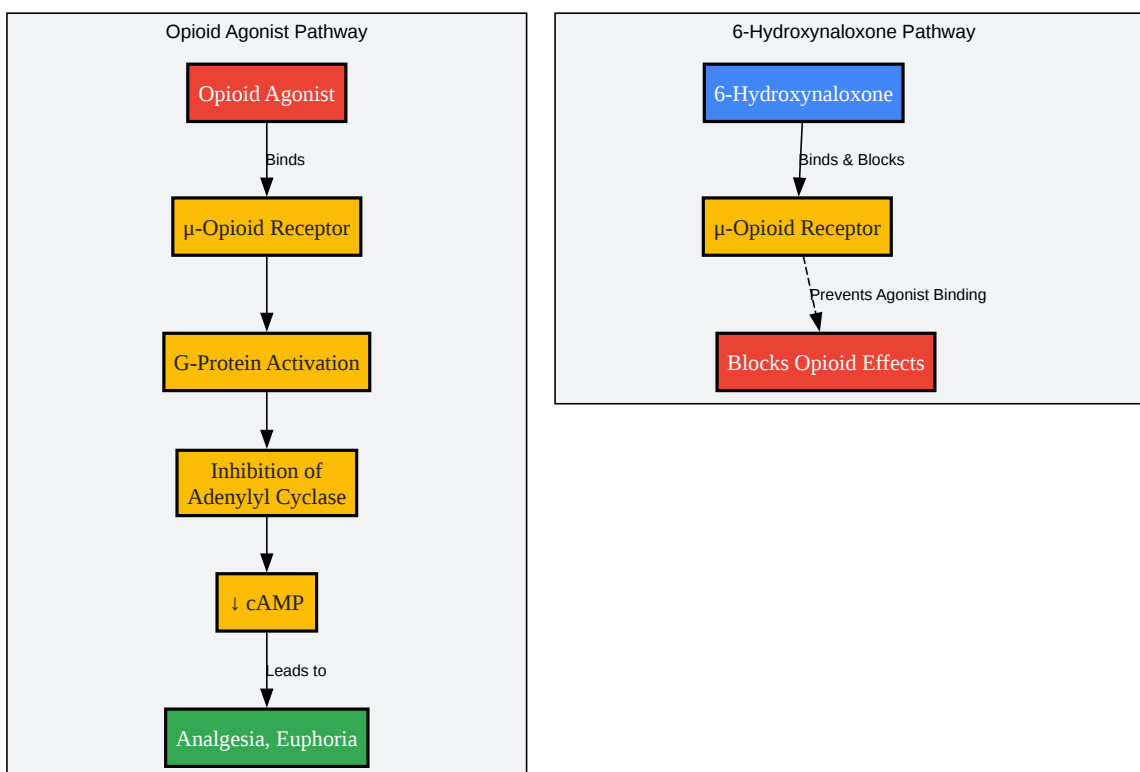 Opioid Agonist Pathway
Opioid Agonist
Binds
μ-Opioid Receptor
G-Protein Activation
Inhibition of
Adenylyl Cyclase
↓ cAMP
Leads to
Analgesia, Euphoria
6-Hydroxynaloxone Pathway
6-Hydroxynaloxone
Binds & Blocks
μ-Opioid Receptor
Prevents Agonist Binding
Blocks Opioid Effects